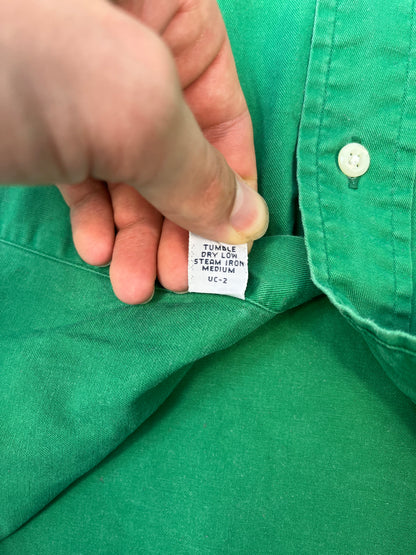 TUMBLE
DRY LOW
STEAM IRON
MEDIUM
UC-2